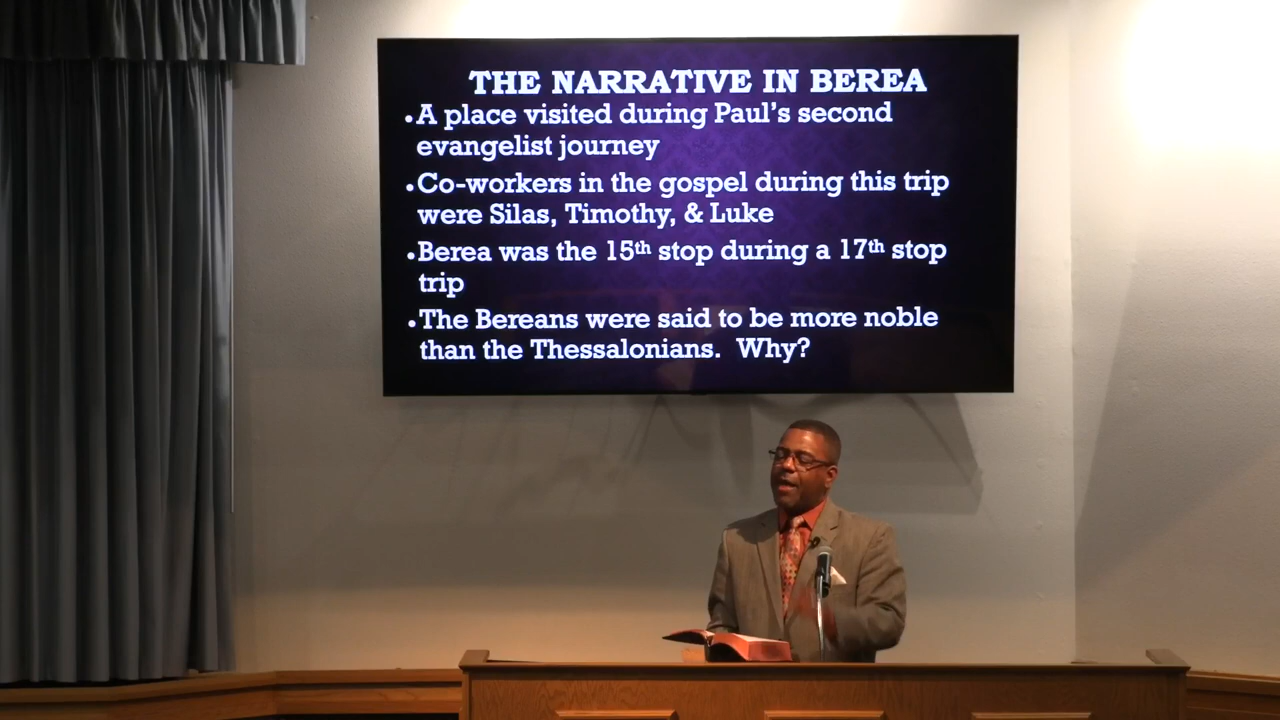 THE NARRATIVE IN BEREA
•A place visited during Paul's second
evangelist journey
•Co-workers in the gospel during this trip
were Silas, Timothy, & Luke
•Berea was the 15th stop during a 17th stop
trip
•The Bereans were said to be more noble
than the Thessalonians.  Why?